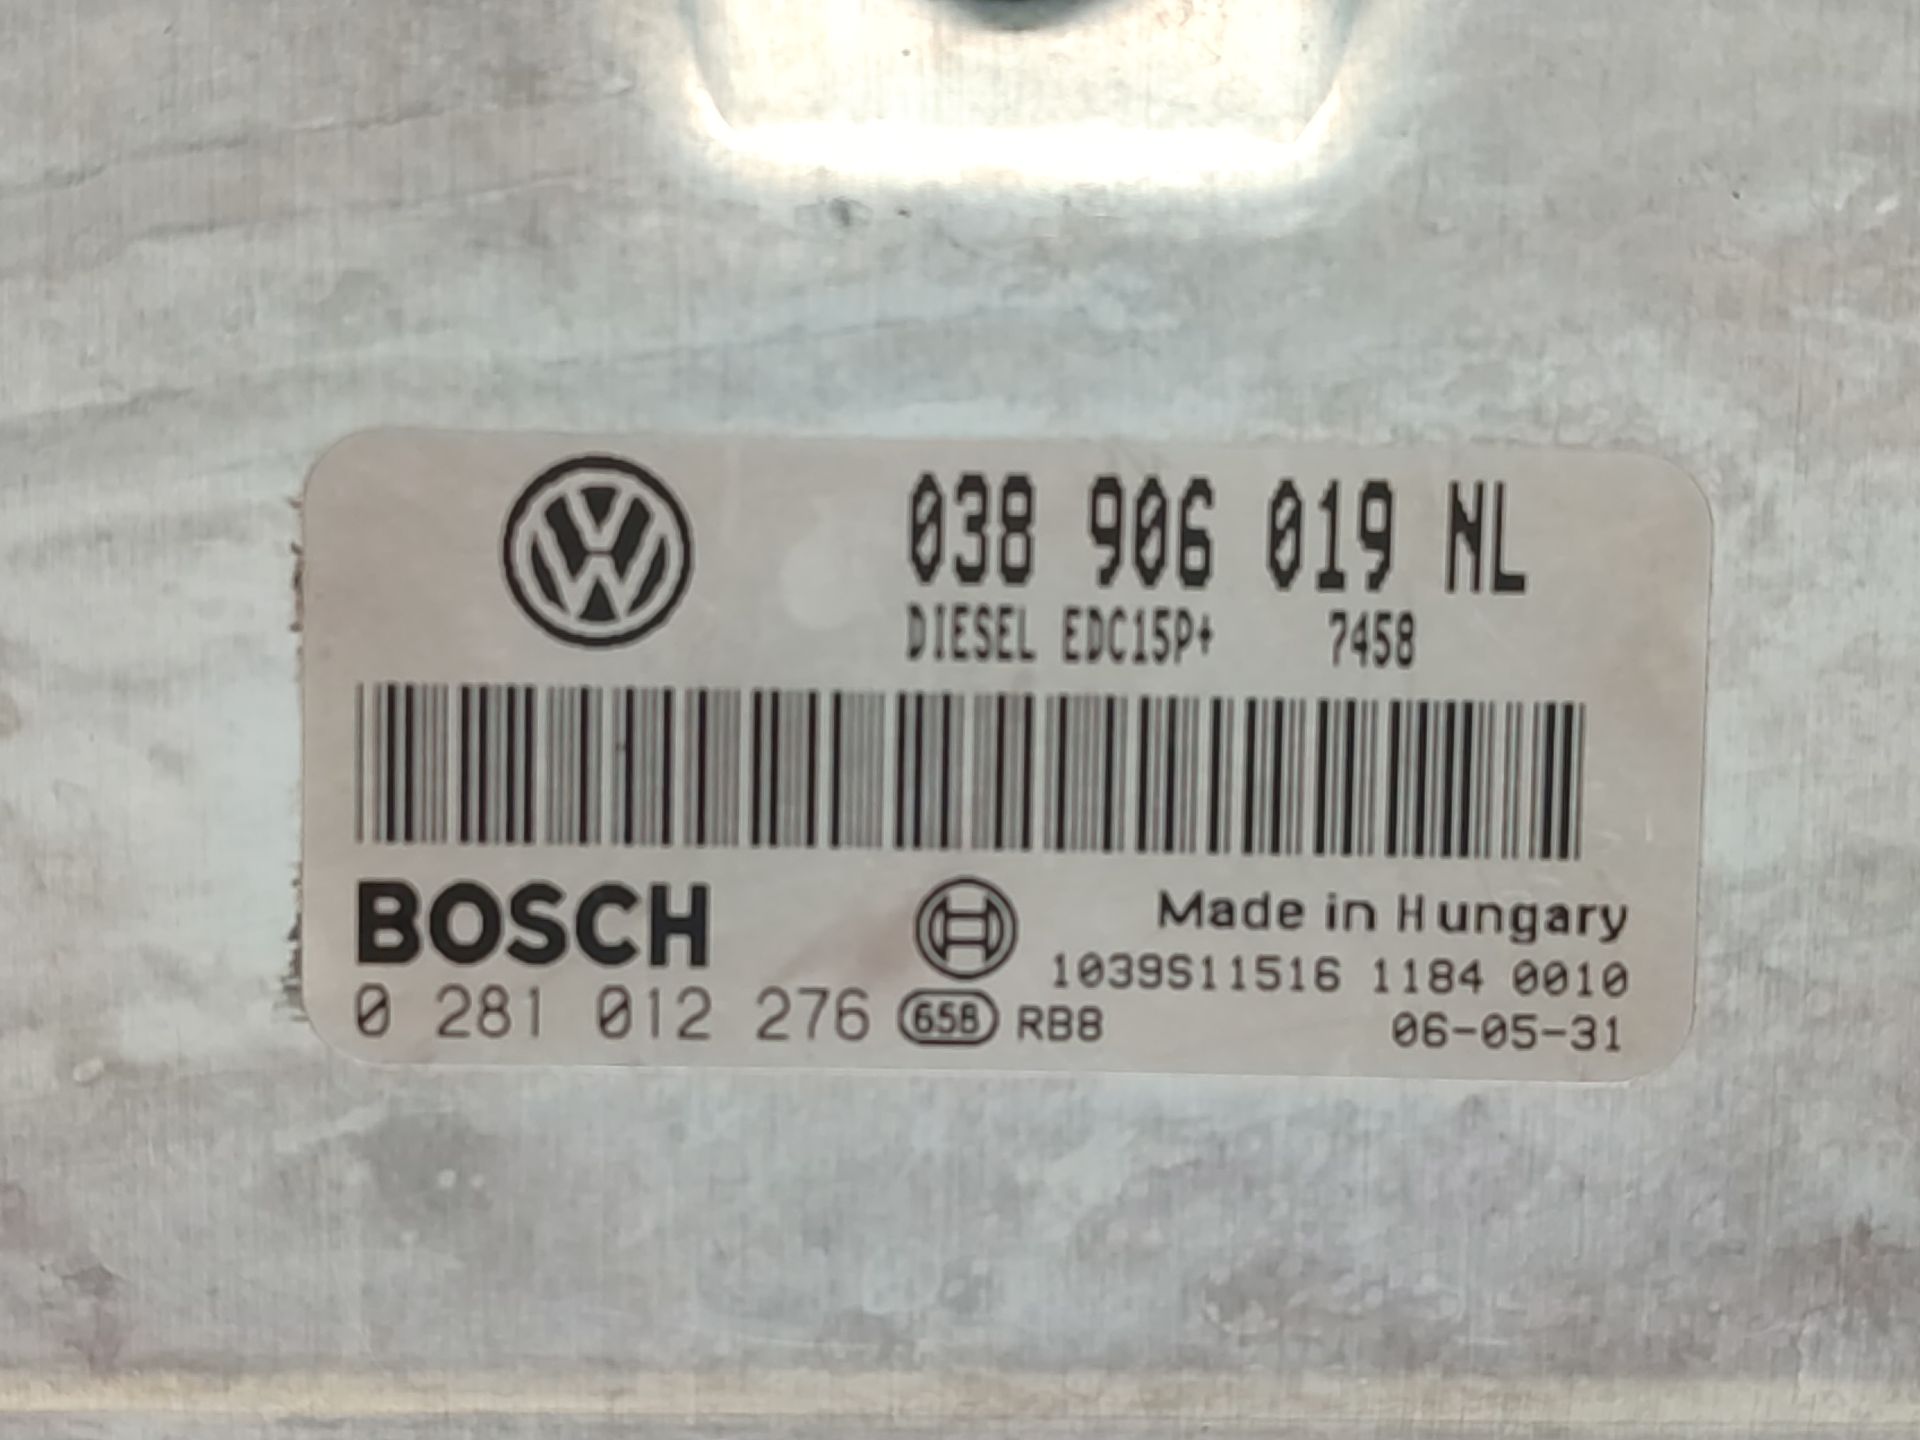 038 906 019 NL
DIESEL EDC15P+ 7458
BOSCH
Made in Hungary
1039S11516 1184 0010
0 281 012 276 658 RB8 06-05-31